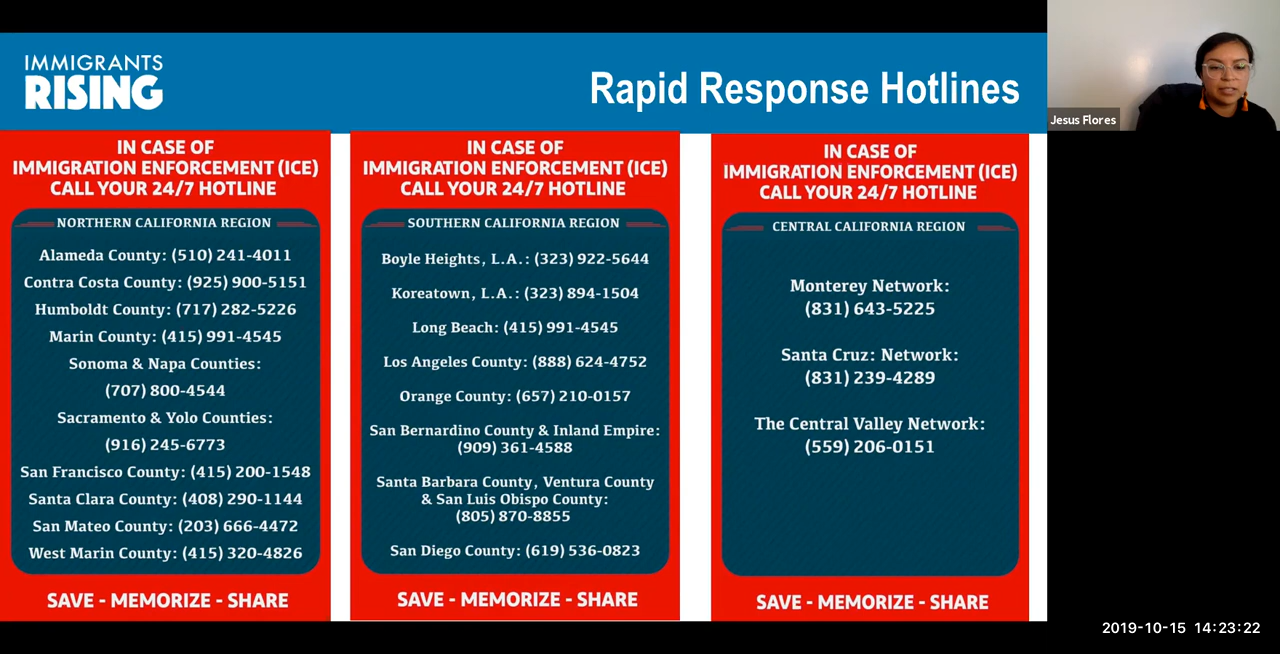 IMMIGRANTS
RISING
Rapid Response Hotlines
Jesus Flores
IN CASE OF
IMMIGRATION ENFORCEMENT (ICE)
CALL YOUR 24/7 HOTLINE
NORTHERN CALIFORNIA REGION
Alameda County: (510) 241-4011
Contra Costa County: (925) 900-5151
Humboldt County: (717) 282-5226
Marin County: (415) 991-4545
Sonoma & Napa Counties:
(707) 800-4544
Sacramento & Yolo Counties:
(916) 245-6773
San Francisco County: (415) 200-1548
Santa Clara County: (408) 290-1144
San Mateo County: (203) 666-4472
West Marin County: (415) 320-4826
SAVE - MEMORIZE - SHARE
IN CASE OF
IMMIGRATION ENFORCEMENT (ICE)
CALL YOUR 24/7 HOTLINE
SOUTHERN CALIFORNIA REGION
Boyle Heights, L.A.: (323) 922-5644
Koreatown, L.A.: (323) 894-1504
Long Beach: (415) 991-4545
Los Angeles County: (888) 624-4752
Orange County: (657) 210-0157
San Bernardino County & Inland Empire:
(909) 361-4588
Santa Barbara County, Ventura County
& San Luis Obispo County:
(805) 870-8855
San Diego County: (619) 536-0823
SAVE - MEMORIZE - SHARE
IN CASE OF
IMMIGRATION ENFORCEMENT (ICE)
CALL YOUR 24/7 HOTLINE
CENTRAL CALIFORNIA REGION
Monterey Network:
(831) 643-5225
Santa Cruz: Network:
(831) 239-4289
The Central Valley Network:
(559) 206-0151
SAVE - MEMORIZE - SHARE
2019-10-15 14:23:22